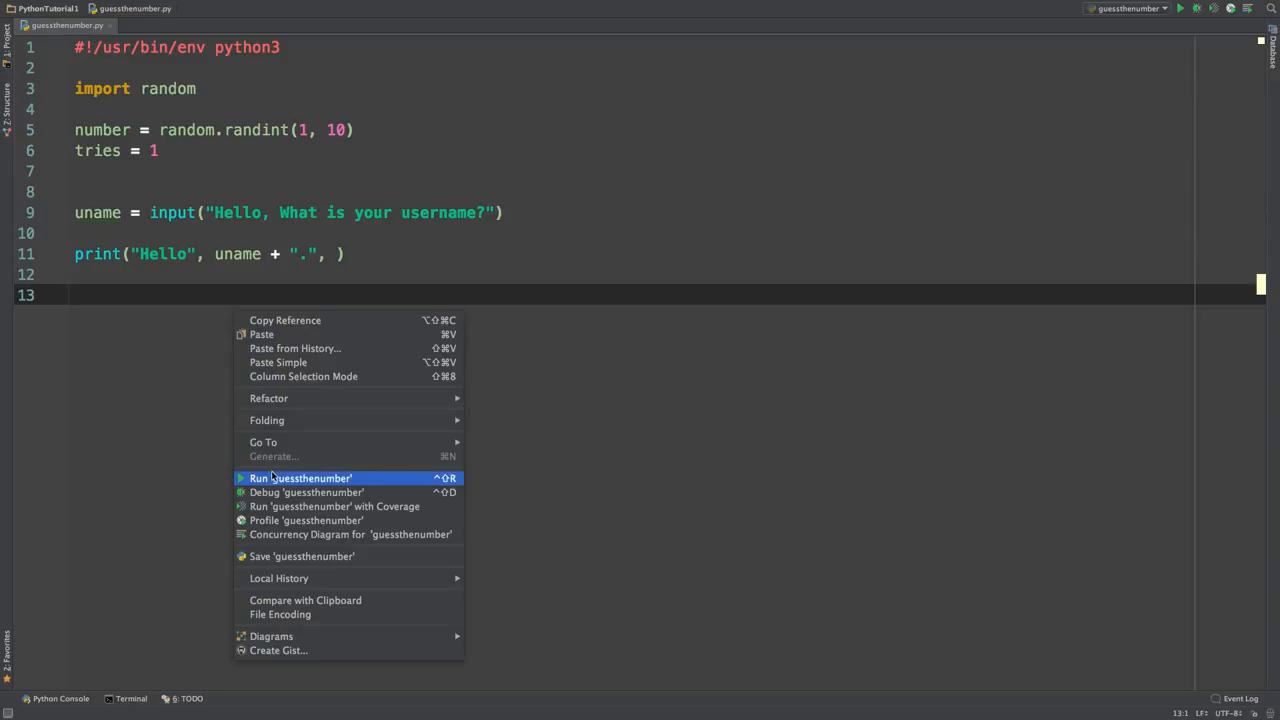 PythonTutorial1 guessthenumber.py guessthenumber
guessthenumber.py
1: Project
Z: Structure
2: Favorites
Database
1 #!/usr/bin/env python3
2
3 import random
4
5 number = random.randint(1, 10)
6 tries = 1
7
8
9 uname = input("Hello, What is your username?")
10
11 print("Hello", uname + ".", )
12
13
Copy Reference ⌥⇧⌘C
Paste ⌘V
Paste from History... ⇧⌘V
Paste Simple ⌥⇧⌘V
Column Selection Mode ⇧⌘8
Refactor
Folding
Go To
Generate... ⌘N
Run 'guessthenumber' ^⇧R
Debug 'guessthenumber' ^⇧D
Run 'guessthenumber' with Coverage
Profile 'guessthenumber'
Concurrency Diagram for 'guessthenumber'
Save 'guessthenumber'
Local History
Compare with Clipboard
File Encoding
Diagrams
Create Gist...
Python Console Terminal 6: TODO Event Log
13:1 LF÷ UTF-8÷